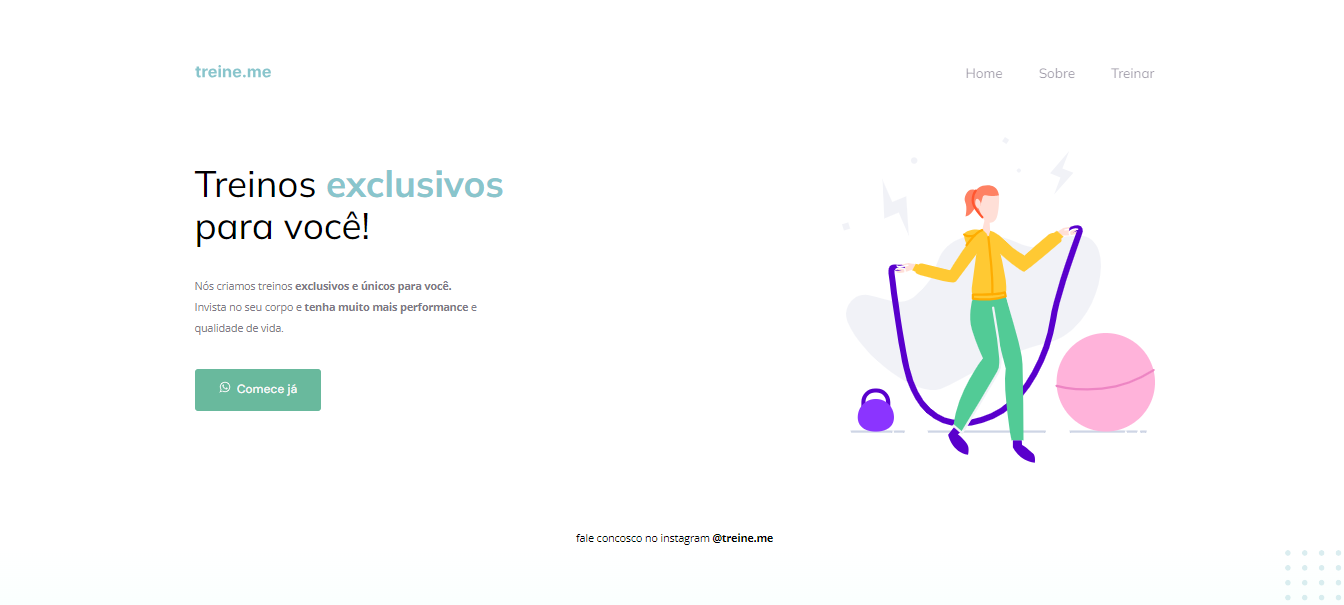 treine.me
Home
Sobre
Treinar
Treinos exclusivos
para você!
Nós criamos treinos exclusivos e únicos para você.
Invista no seu corpo e tenha muito mais performance e
qualidade de vida.
Comece já
fale concosco no instagram @treine.me